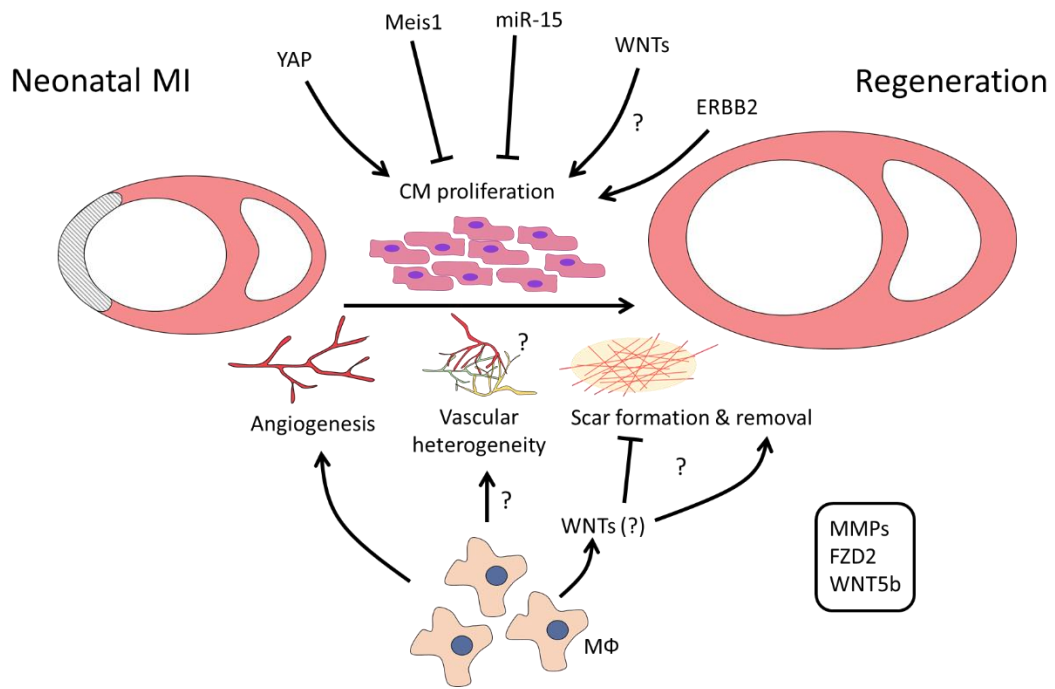 Meis1
miR-15
YAP
WNTs
Neonatal MI
Regeneration
ERBB2
?
CM proliferation
?
Angiogenesis
Vascular
heterogeneity
Scar formation & removal
?
?
WNTs (?)
MMPs
FZD2
WNT5b
MΦ